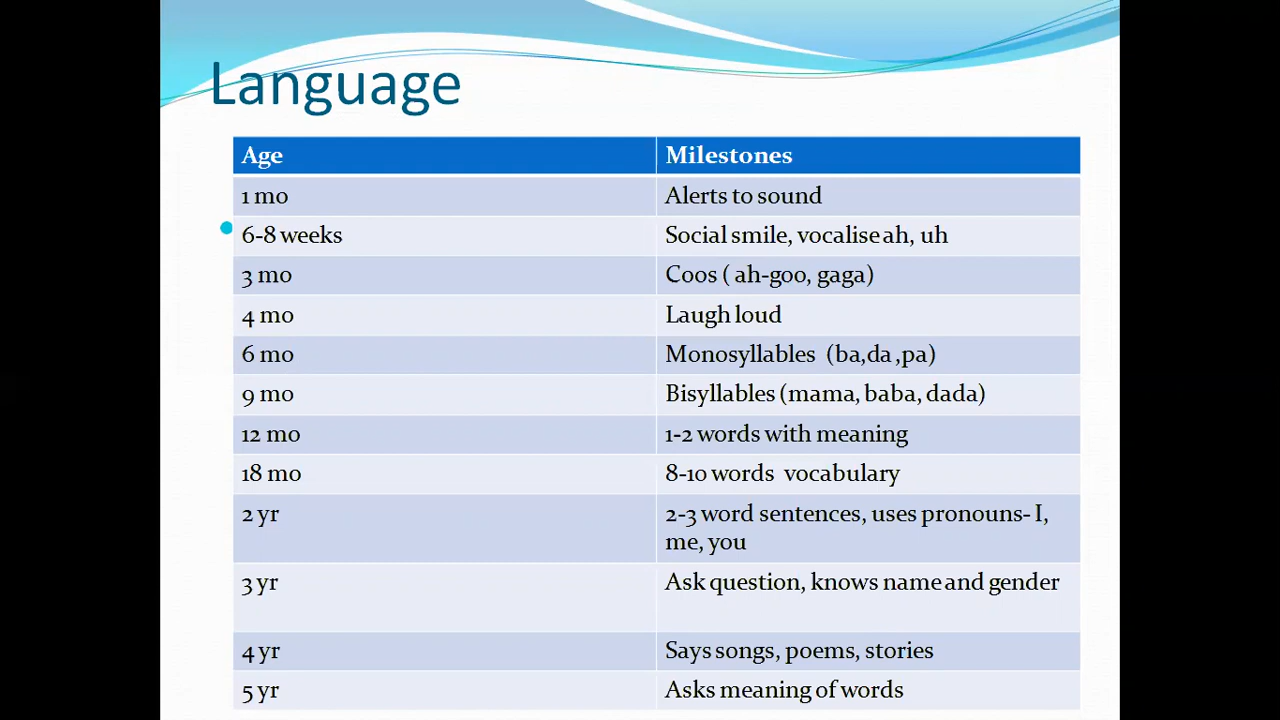 Language
Age Milestones
1 mo Alerts to sound
6-8 weeks Social smile, vocalise ah, uh
3 mo Coos ( ah-goo, gaga)
4 mo Laugh loud
6 mo Monosyllables (ba,da ,pa)
9 mo Bisyllables (mama, baba, dada)
12 mo 1-2 words with meaning
18 mo 8-10 words vocabulary
2 yr 2-3 word sentences, uses pronouns- I,
me, you
3 yr Ask question, knows name and gender
4 yr Says songs, poems, stories
5 yr Asks meaning of words